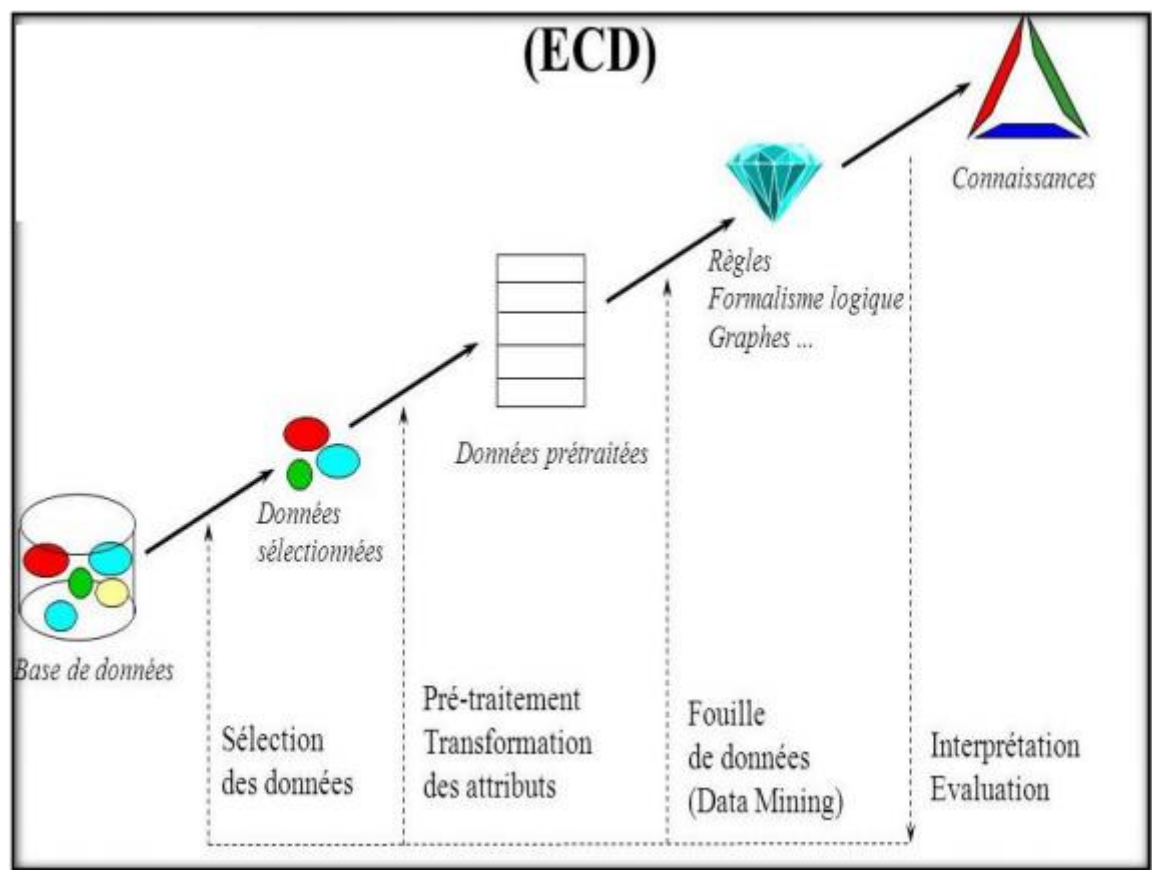 (ECD)
Connaissances
Règles
Formalisme logique
Graphes ...
Données prétraitées
Données
sélectionnées
Base de données
Sélection
des données
Pré-traitement
Transformation
des attributs
Fouille
de données
(Data Mining)
Interprétation
Evaluation